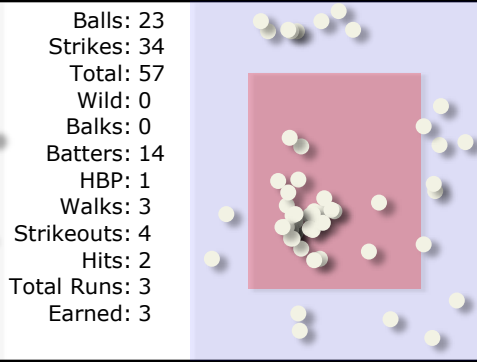 Balls: 23
Strikes: 34
Total: 57
Wild: 0
Balks: 0
Batters: 14
HBP: 1
Walks: 3
Strikeouts: 4
Hits: 2
Total Runs: 3
Earned: 3